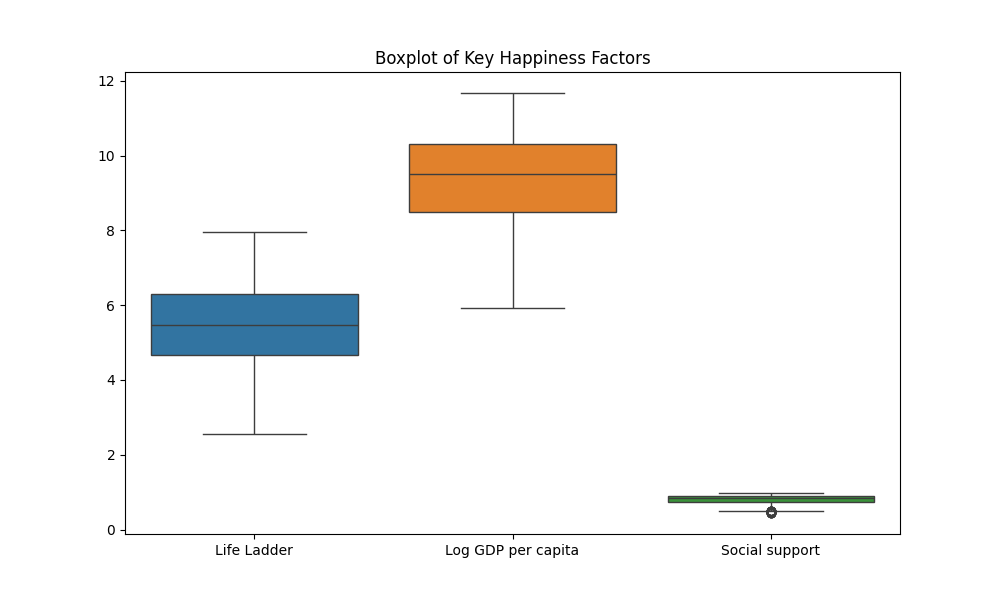 Boxplot of Key Happiness Factors
12
10
8
6
4
2
0
Life Ladder
Log GDP per capita
Social support